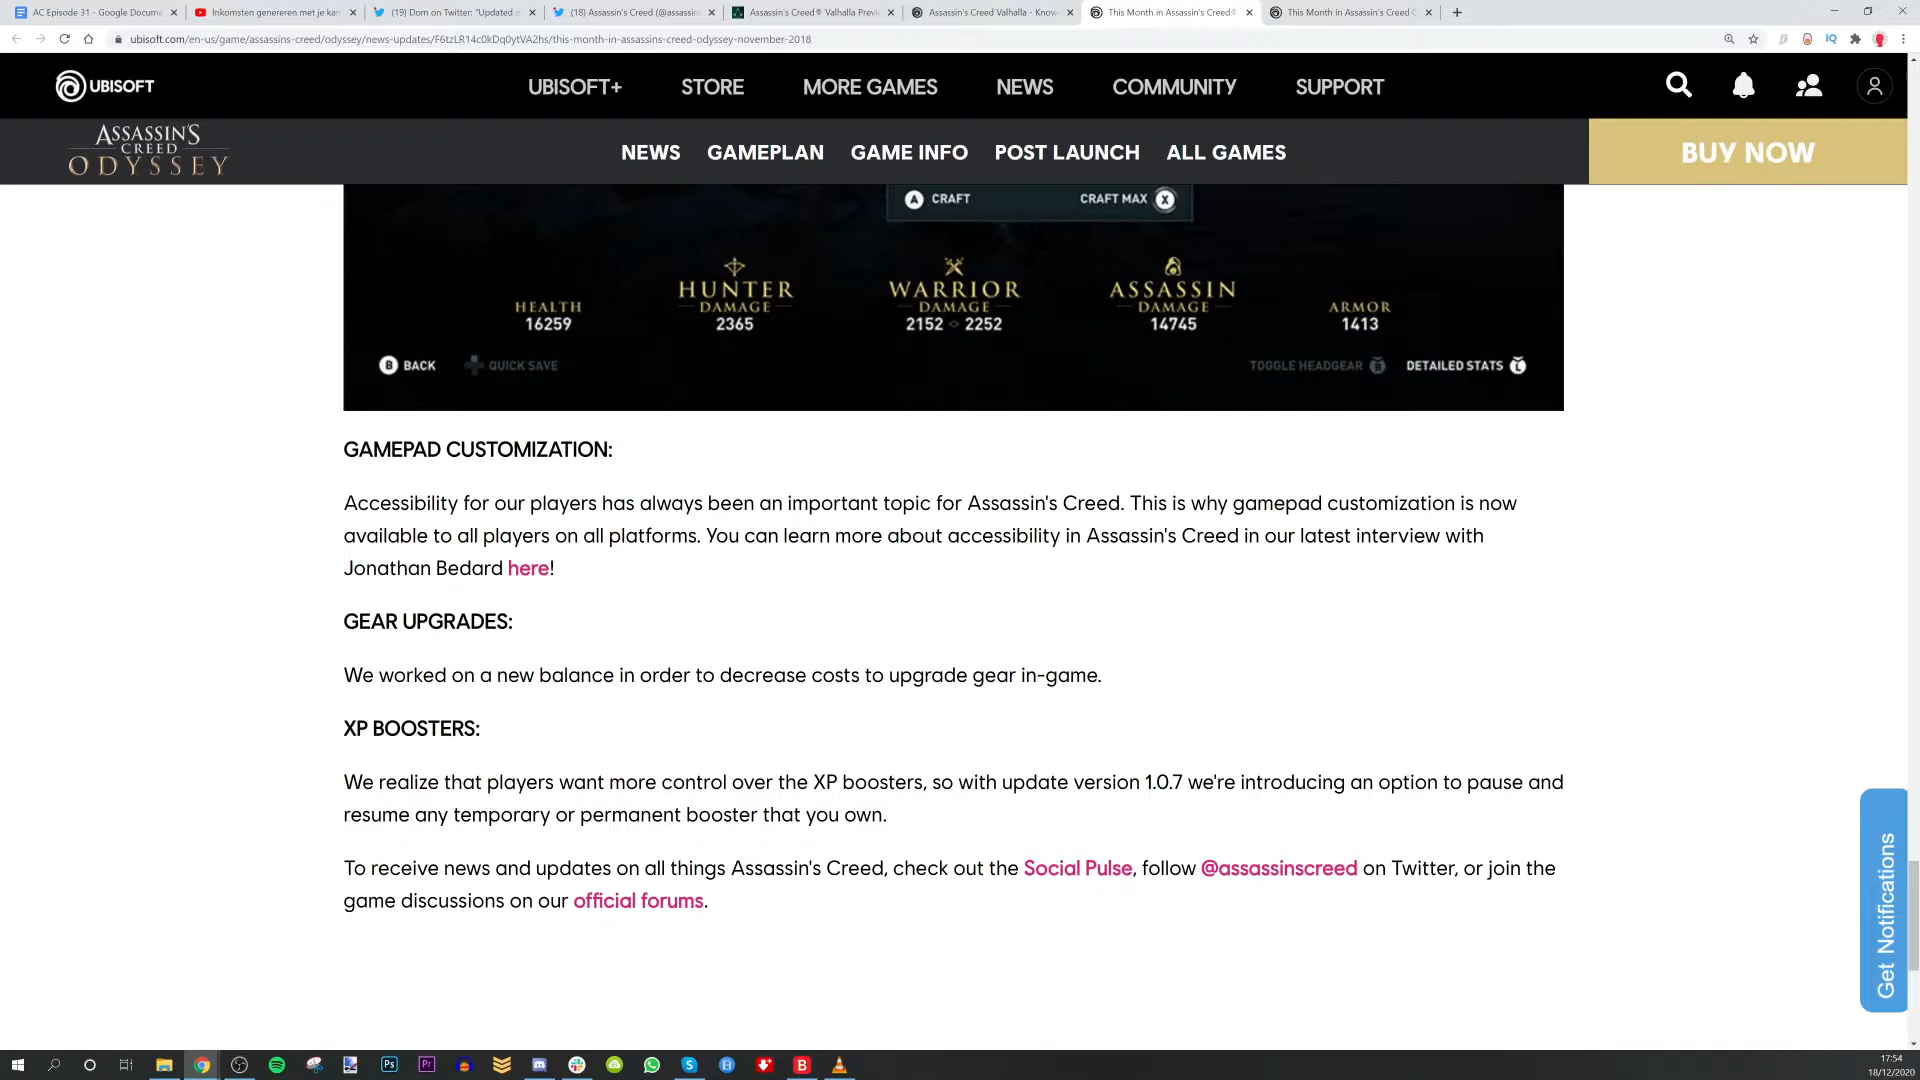 AC Episode 31 - Google Docume
Inkomsten genereren met je kan
(19) Dom on Twitter: "Updated o
(18) Assassin's Creed (@assassin
Assassin's Creed® Valhalla Previ
Assassin's Creed Valhalla - Know
This Month in Assassin's Creed®
This Month in Assassin's Creed O
ubisoft.com/en-us/game/assassins-creed/odyssey/news-updates/F6tzLR14c0kDq0ytVA2hs/this-month-in-assassins-creed-odyssey-november-2018
UBISOFT
UBISOFT+
STORE
MORE GAMES
NEWS
COMMUNITY
SUPPORT
ASSASSIN'S
CREED
ODYSSEY
NEWS
GAMEPLAN
GAME INFO
POST LAUNCH
ALL GAMES
BUY NOW
A CRAFT
CRAFT MAX X
HEALTH
16259
HUNTER
DAMAGE
2365
WARRIOR
DAMAGE
2152 2252
ASSASSIN
DAMAGE
14745
ARMOR
1413
B BACK
QUICK SAVE
TOGGLE HEADGEAR R
DETAILED STATS L
GAMEPAD CUSTOMIZATION:
Accessibility for our players has always been an important topic for Assassin's Creed. This is why gamepad customization is now
available to all players on all platforms. You can learn more about accessibility in Assassin's Creed in our latest interview with
Jonathan Bedard here!
GEAR UPGRADES:
We worked on a new balance in order to decrease costs to upgrade gear in-game.
XP BOOSTERS:
We realize that players want more control over the XP boosters, so with update version 1.0.7 we're introducing an option to pause and
resume any temporary or permanent booster that you own.
To receive news and updates on all things Assassin's Creed, check out the Social Pulse, follow @assassinscreed on Twitter, or join the
game discussions on our official forums.
Get Notifications
17:54
18/12/2020